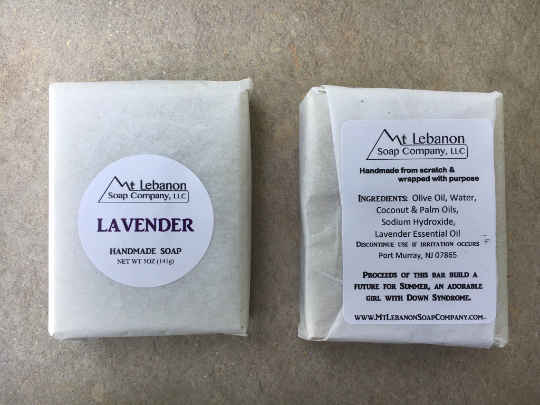 Mt Lebanon
Soap Company, LLC
LAVENDER
HANDMADE SOAP
NET WT 5OZ (141g)
Mt Lebanon
Soap Company, LLC
Handmade from scratch &
wrapped with purpose
INGREDIENTS: Olive Oil, Water,
Coconut & Palm Oils,
Sodium Hydroxide,
Lavender Essential Oil
DISCONTINUE USE IF IRRITATION OCCURS
Port Murray, NJ 07865
PROCEEDS OF THIS BAR BUILD A
FUTURE FOR SUMMER, AN ADORABLE
GIRL WITH DOWN SYNDROME.
WWW.MTLEBANONSOAPCOMPANY.COM